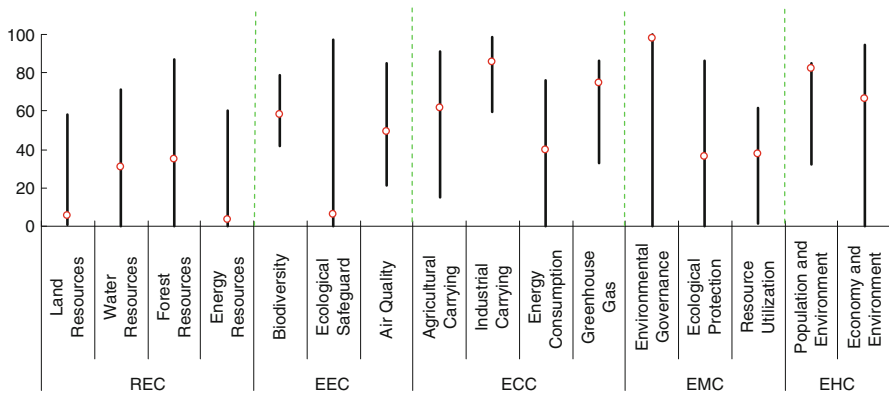 100
80
60
40
20
0
Land
Resources
Water
Resources
Forest
Resources
Energy
Resources
Biodiversity
Ecological
Safeguard
Air Quality
Agricultural
Carrying
Industrial
Carrying
Energy
Consumption
Greenhouse
Gas
Environmental
Governance
Ecological
Protection
Resource
Utilization
Population and
Environment
Economy and
Environment
REC
EEC
ECC
EMC
EHC